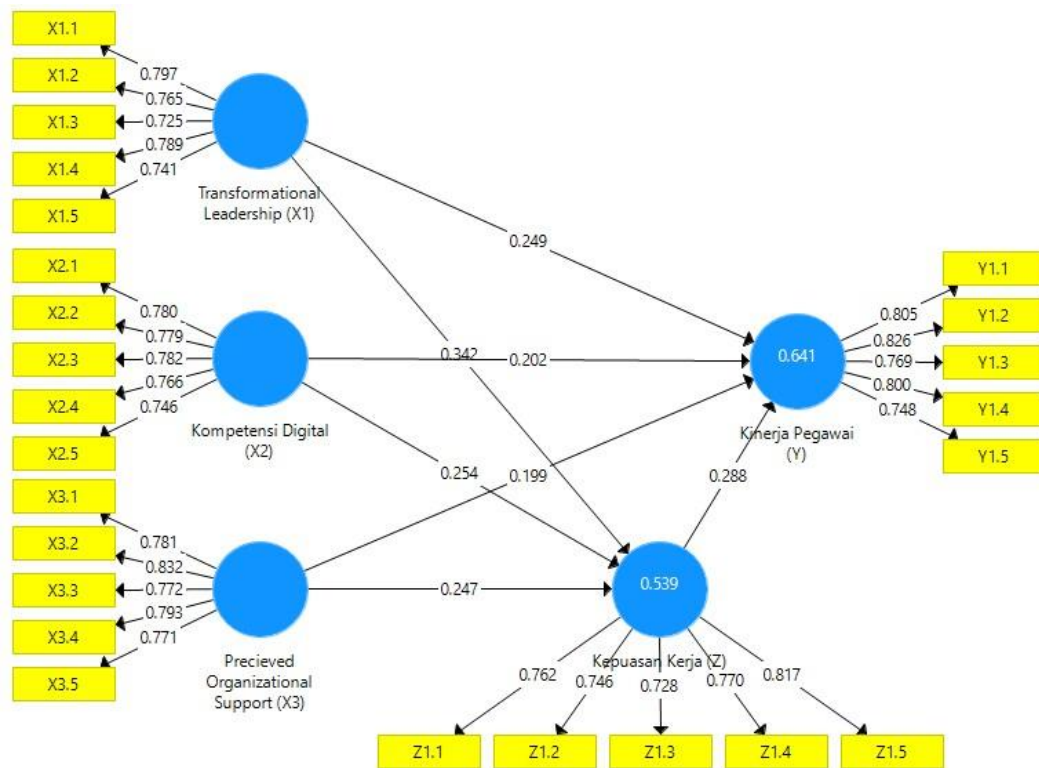 X1.1
X1.2
X1.3
X1.4
X1.5
0.797
0.765
0.725
0.789
0.741
Transformational
Leadership (X1)
X2.1
X2.2
X2.3
X2.4
X2.5
0.780
0.779
0.782
0.766
0.746
Kompetensi Digital
(X2)
X3.1
X3.2
X3.3
X3.4
X3.5
0.781
0.832
0.772
0.793
0.771
Precieved
Organizational
Support (X3)
0.249
0.342
0.202
0.254
0.199
0.247
0.288
0.641
Kinerja Pegawai
(Y)
0.805
0.826
0.769
0.800
0.748
Y1.1
Y1.2
Y1.3
Y1.4
Y1.5
0.539
Kepuasan Kerja (Z)
0.762
0.746
0.728
0.770
0.817
Z1.1
Z1.2
Z1.3
Z1.4
Z1.5